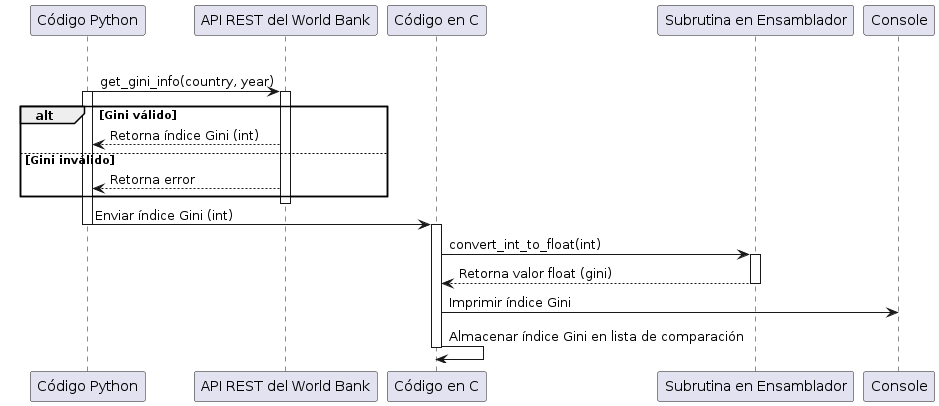 Código Python
API REST del World Bank
Código en C
Subrutina en Ensamblador
Console
get_gini_info(country, year)
alt
[Gini válido]
Retorna índice Gini (int)
[Gini inválido]
Retorna error
Enviar índice Gini (int)
convert_int_to_float(int)
Retorna valor float (gini)
Imprimir índice Gini
Almacenar índice Gini en lista de comparación
Código Python
API REST del World Bank
Código en C
Subrutina en Ensamblador
Console